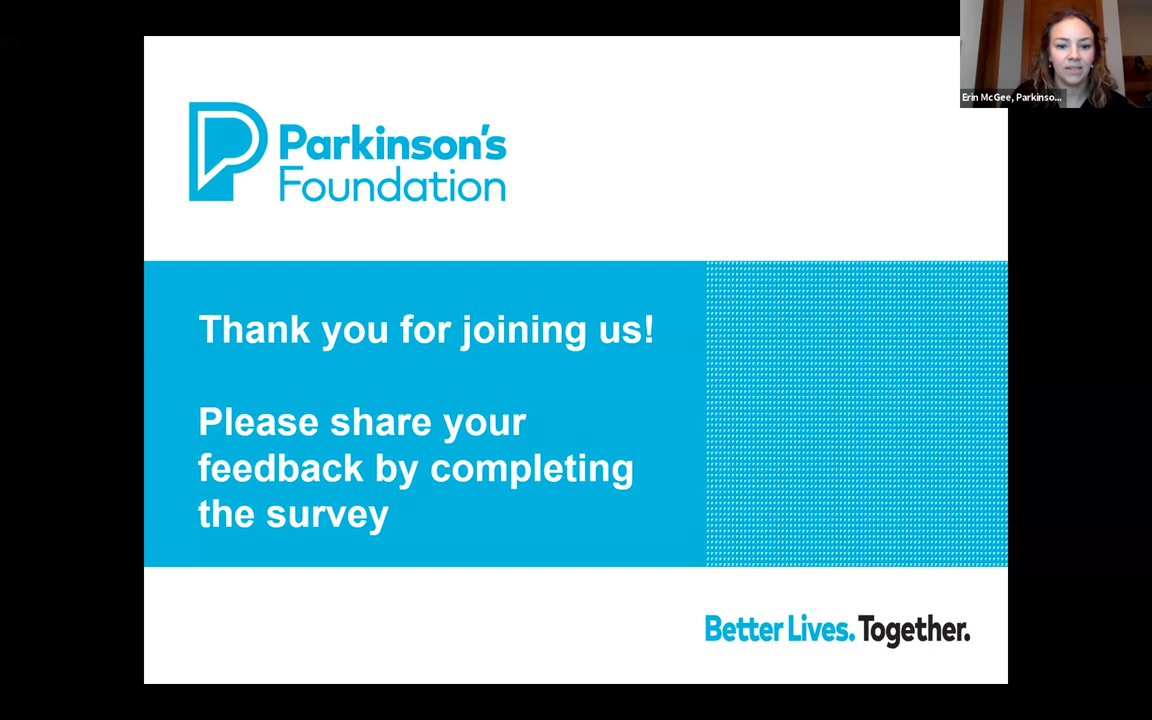 Erin McGee, Parkinso...
Parkinson's
Foundation
Thank you for joining us!
Please share your
feedback by completing
the survey
Better Lives. Together.